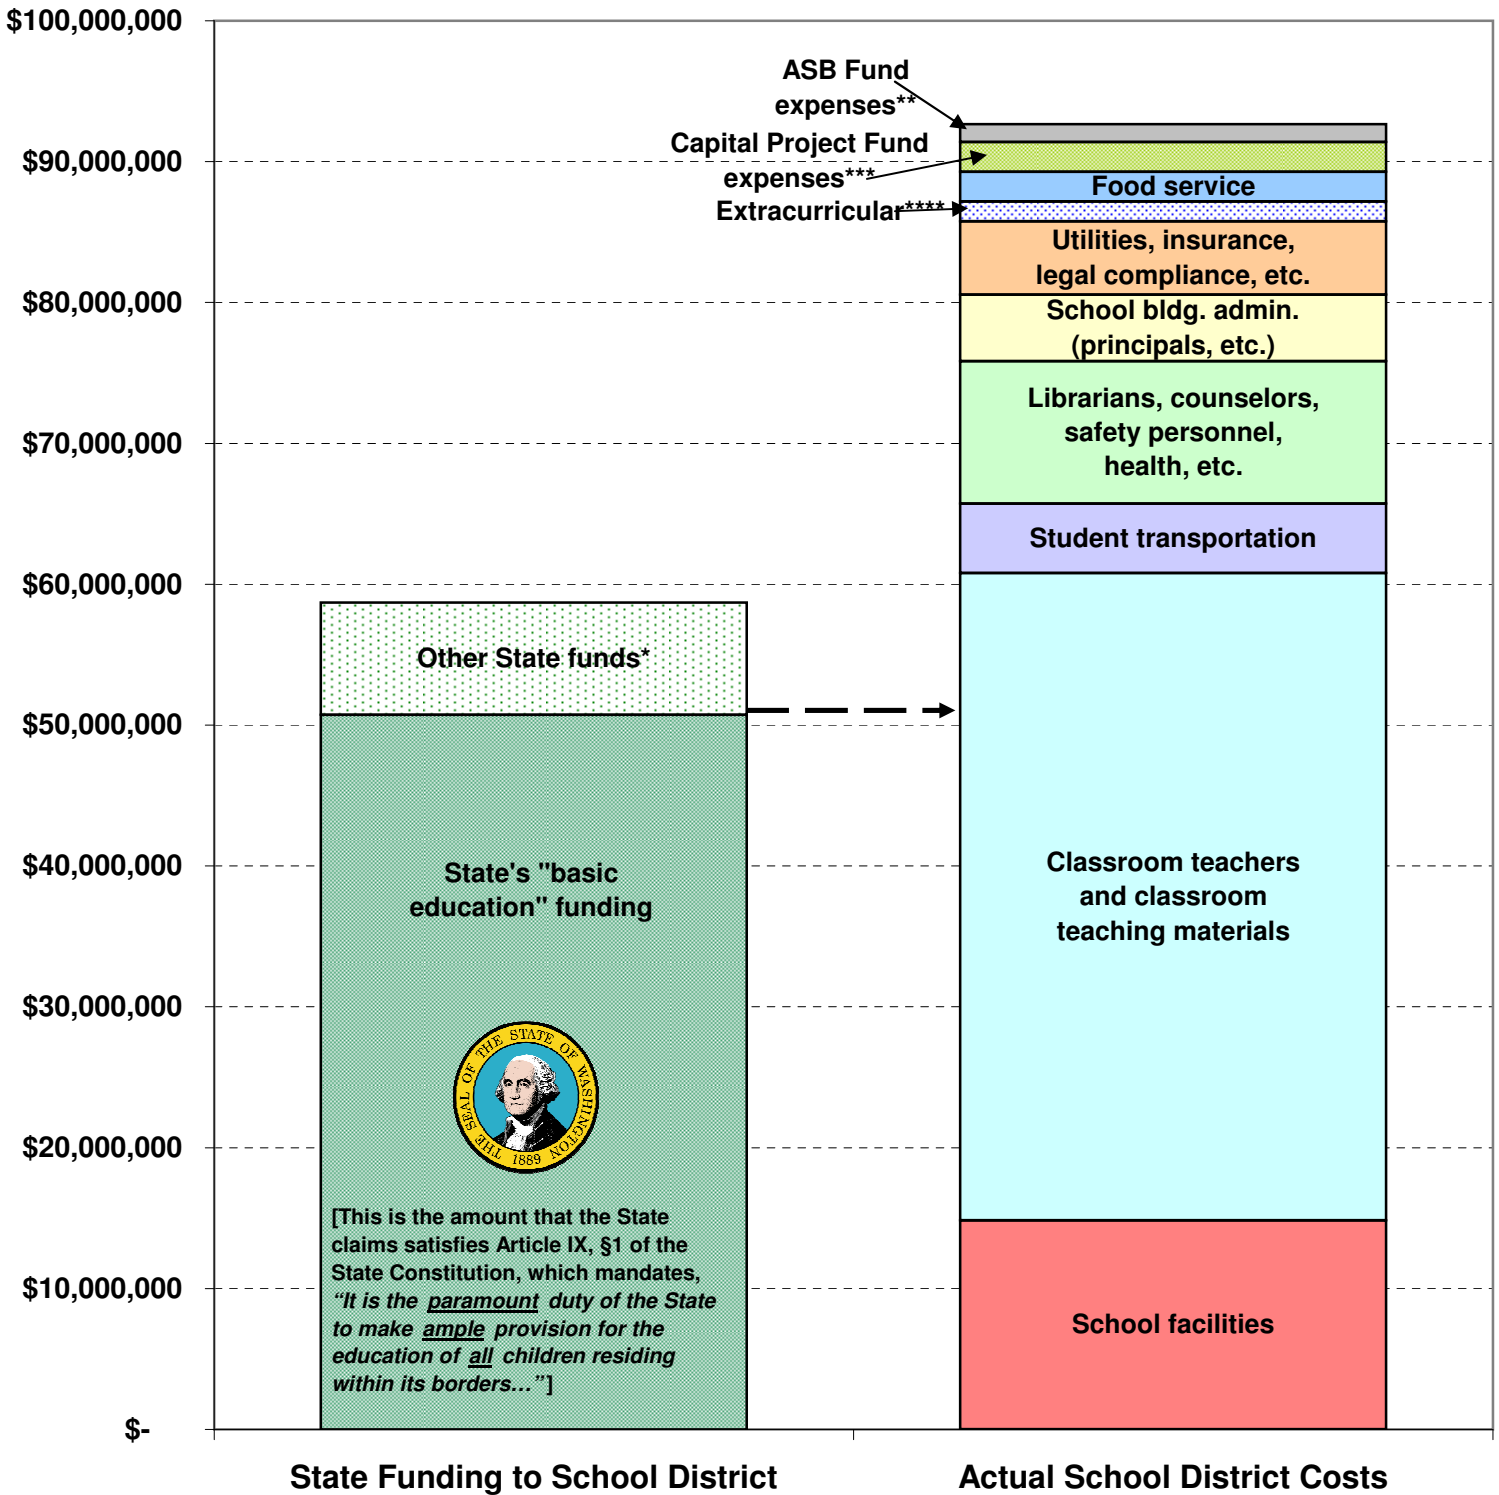 $100,000,000
$90,000,000
$80,000,000
$70,000,000
$60,000,000
$50,000,000
$40,000,000
$30,000,000
$20,000,000
$10,000,000
$-
Other State funds*
State's "basic
education" funding
THE SEAL OF THE STATE OF WASHINGTON
1889
[This is the amount that the State
claims satisfies Article IX, §1 of the
State Constitution, which mandates,
“It is the paramount duty of the State
to make ample provision for the
education of all children residing
within its borders…”]
ASB Fund
expenses**
Capital Project Fund
expenses***
Extracurricular****
Food service
Utilities, insurance,
legal compliance, etc.
School bldg. admin.
(principals, etc.)
Librarians, counselors,
safety personnel,
health, etc.
Student transportation
Classroom teachers
and classroom
teaching materials
School facilities
State Funding to School District
Actual School District Costs